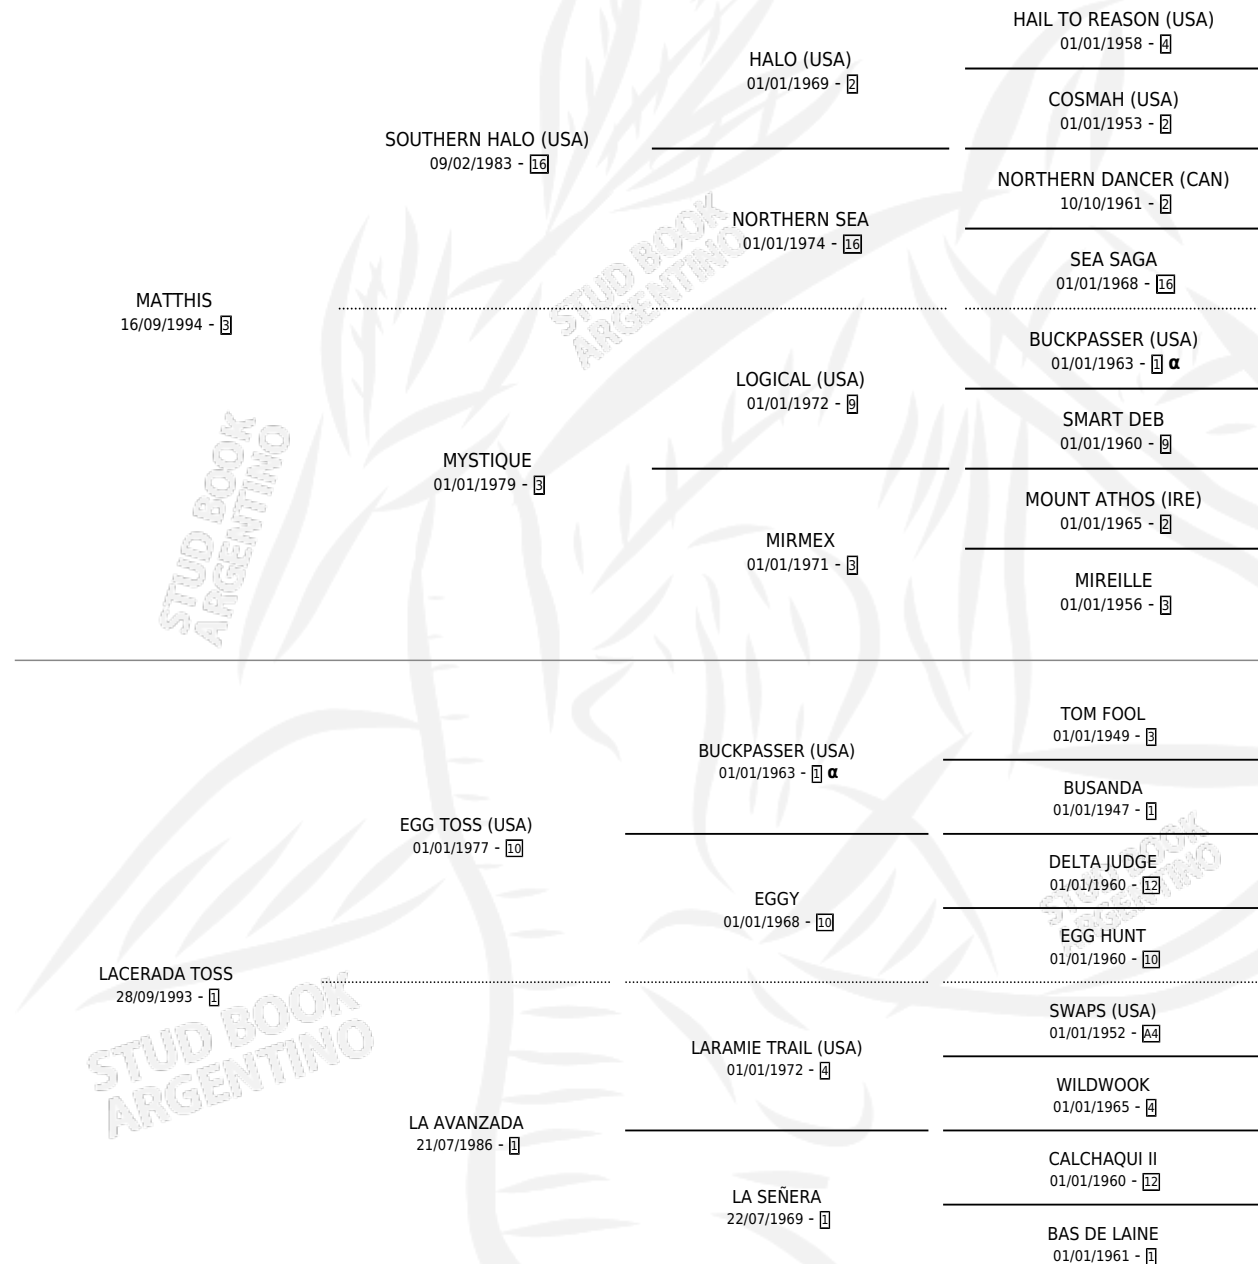 HAIL TO REASON (USA)
01/01/1958 - 4
HALO (USA)
01/01/1969 - 2
COSMAH (USA)
01/01/1953 - 2
SOUTHERN HALO (USA)
09/02/1983 - 16
NORTHERN DANCER (CAN)
10/10/1961 - 2
NORTHERN SEA
01/01/1974 - 16
SEA SAGA
01/01/1968 - 16
MATTHIS
16/09/1994 - 3
BUCKPASSER (USA)
01/01/1963 - 1 α
LOGICAL (USA)
01/01/1972 - 9
SMART DEB
01/01/1960 - 9
MYSTIQUE
01/01/1979 - 3
MOUNT ATHOS (IRE)
01/01/1965 - 2
MIRMEX
01/01/1971 - 3
MIREILLE
01/01/1956 - 3
TOM FOOL
01/01/1949 - 3
BUCKPASSER (USA)
01/01/1963 - 1 α
BUSANDA
01/01/1947 - 1
EGG TOSS (USA)
01/01/1977 - 10
DELTA JUDGE
01/01/1960 - 12
EGGY
01/01/1968 - 10
EGG HUNT
01/01/1960 - 10
LACERADA TOSS
28/09/1993 - 1
SWAPS (USA)
01/01/1952 - A4
LARAMIE TRAIL (USA)
01/01/1972 - 4
WILDWOOK
01/01/1965 - 4
LA AVANZADA
21/07/1986 - 1
CALCHAQUI II
01/01/1960 - 12
LA SEÑERA
22/07/1969 - 1
BAS DE LAINE
01/01/1961 - 1
STUD BOOK
ARGENTINO
STUD BOOK
ARGENTINO
STUD BOOK
ARGENTINO
STUD BOOK
ARGENTINO